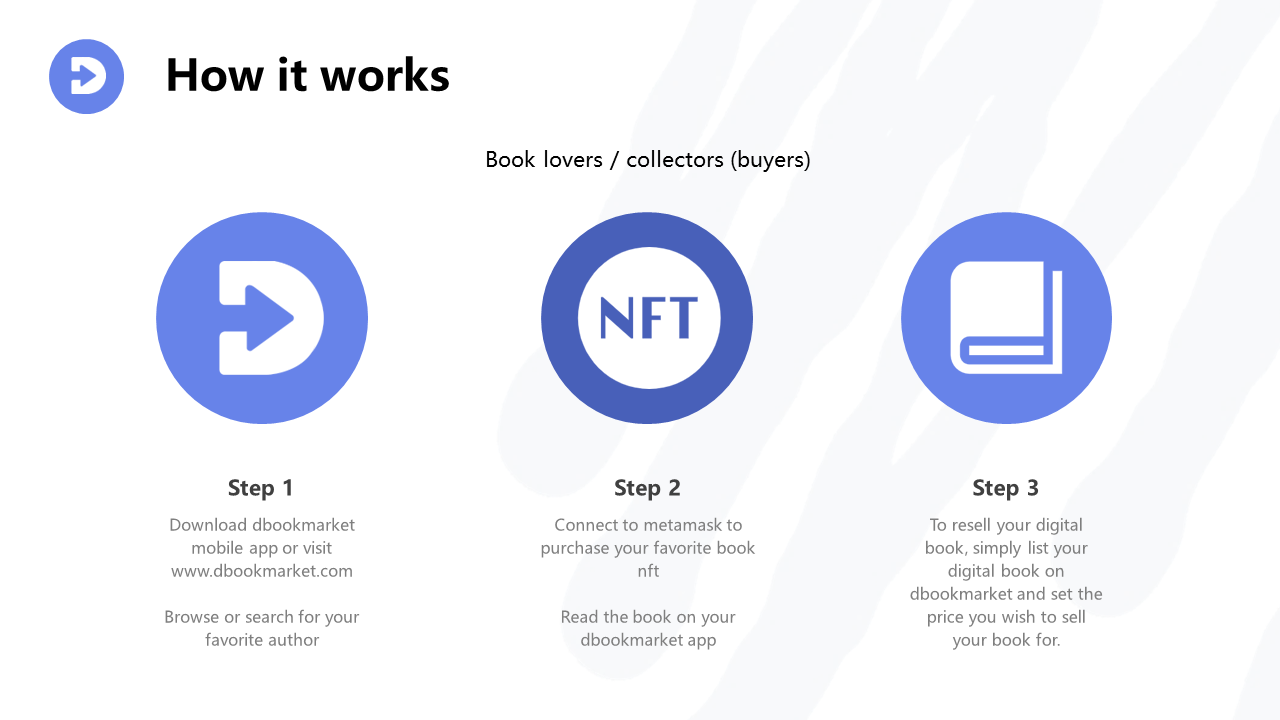 How it works
Book lovers / collectors (buyers)
NFT
Step 1
Download dbookmarket
mobile app or visit
www.dbookmarket.com
Browse or search for your
favorite author
Step 2
Connect to metamask to
purchase your favorite book
nft
Read the book on your
dbookmarket app
Step 3
To resell your digital
book, simply list your
digital book on
dbookmarket and set the
price you wish to sell
your book for.